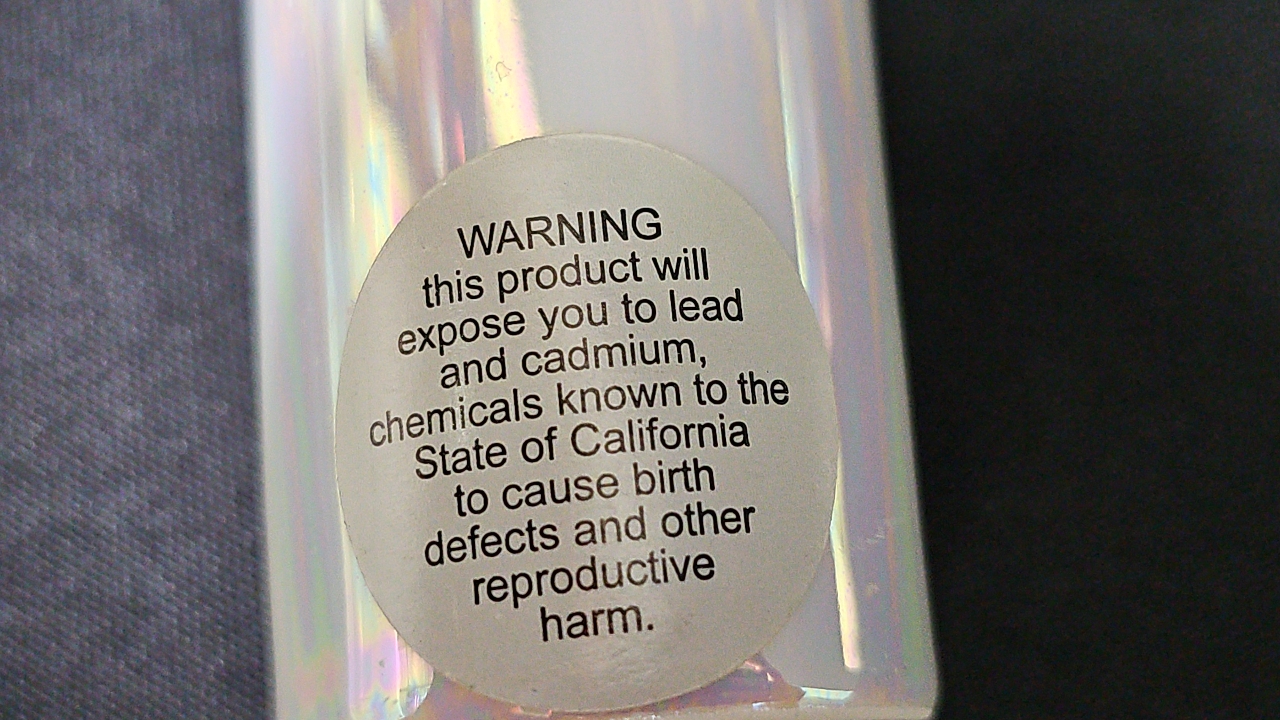 WARNING
this product will
expose you to lead
and cadmium,
chemicals known to the
State of California
to cause birth
defects and other
reproductive
harm.